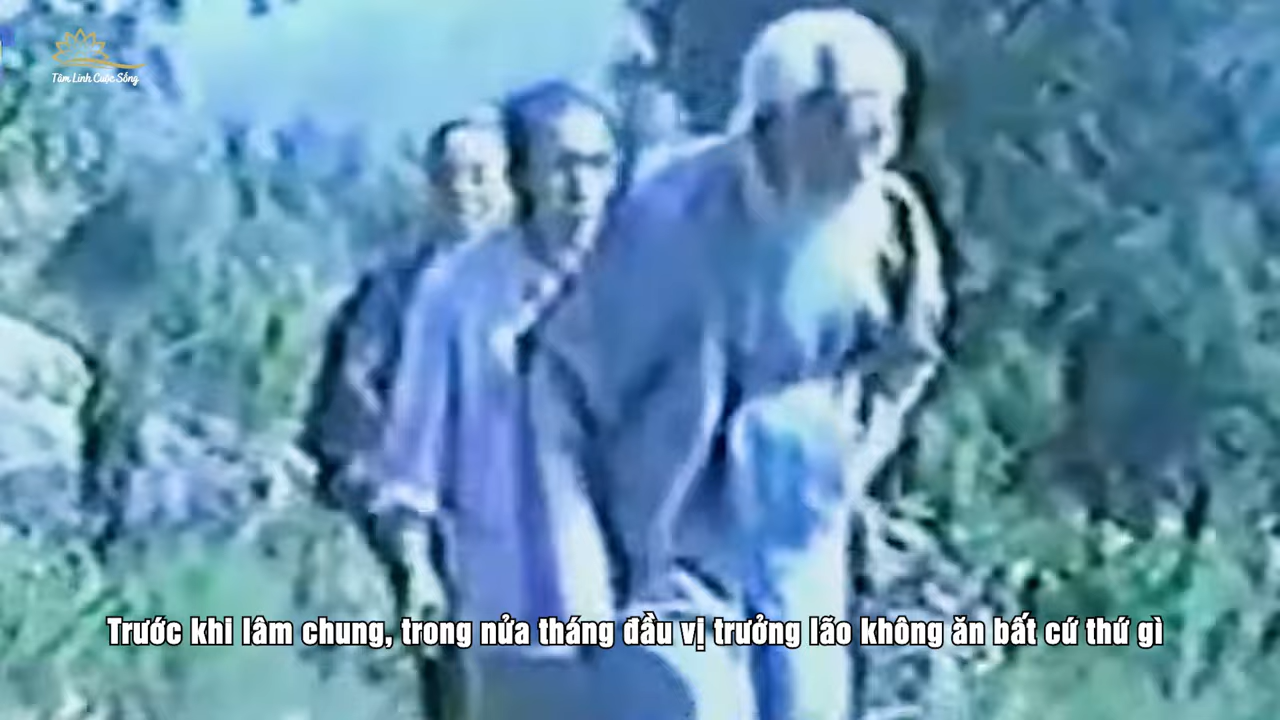 Tâm Linh Cuộc Sống
Trước khi lâm chung, trong nửa tháng đầu vị trưởng lão không ăn bất cứ thứ gì